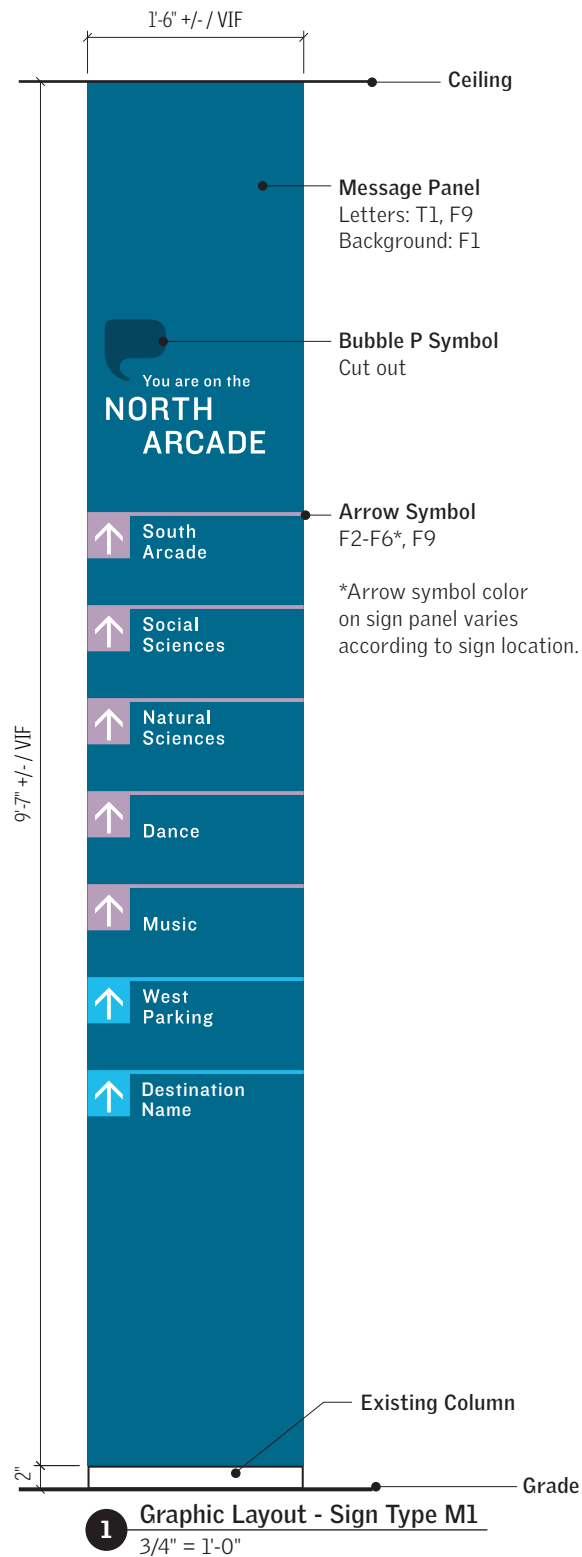 1'-6" +/- / VIF
Ceiling
Message Panel
Letters: T1, F9
Background: F1
Bubble P Symbol
Cut out
You are on the
NORTH
ARCADE
Arrow Symbol
F2-F6*, F9
*Arrow symbol color
on sign panel varies
according to sign location.
South
Arcade
Social
Sciences
Natural
Sciences
9'-7" +/- / VIF
Dance
Music
West
Parking
Destination
Name
Existing Column
2"
Grade
1 Graphic Layout - Sign Type M1
3/4" = 1'-0"